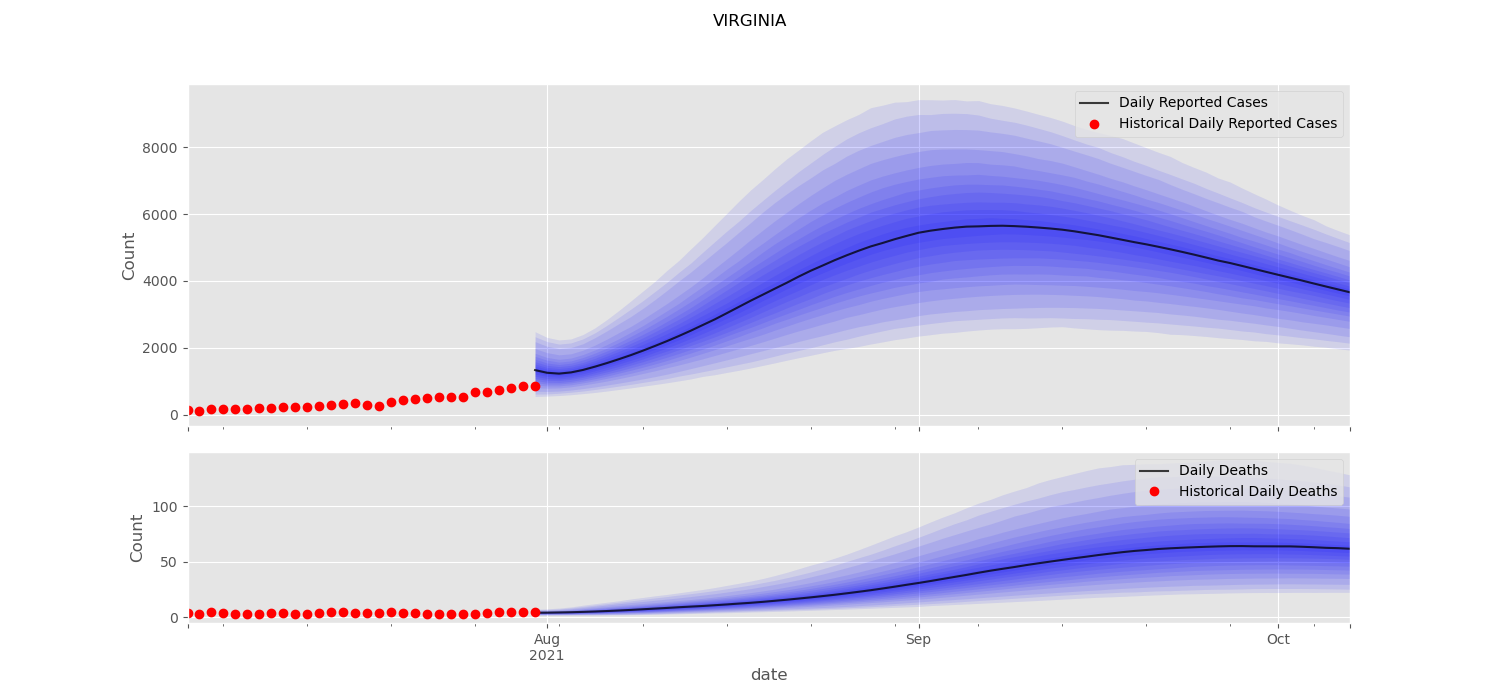 VIRGINIA
Daily Reported Cases
Historical Daily Reported Cases
8000
6000
4000
2000
0
Count
Daily Deaths
Historical Daily Deaths
100
50
0
Count
Aug
2021
Sep
Oct
date